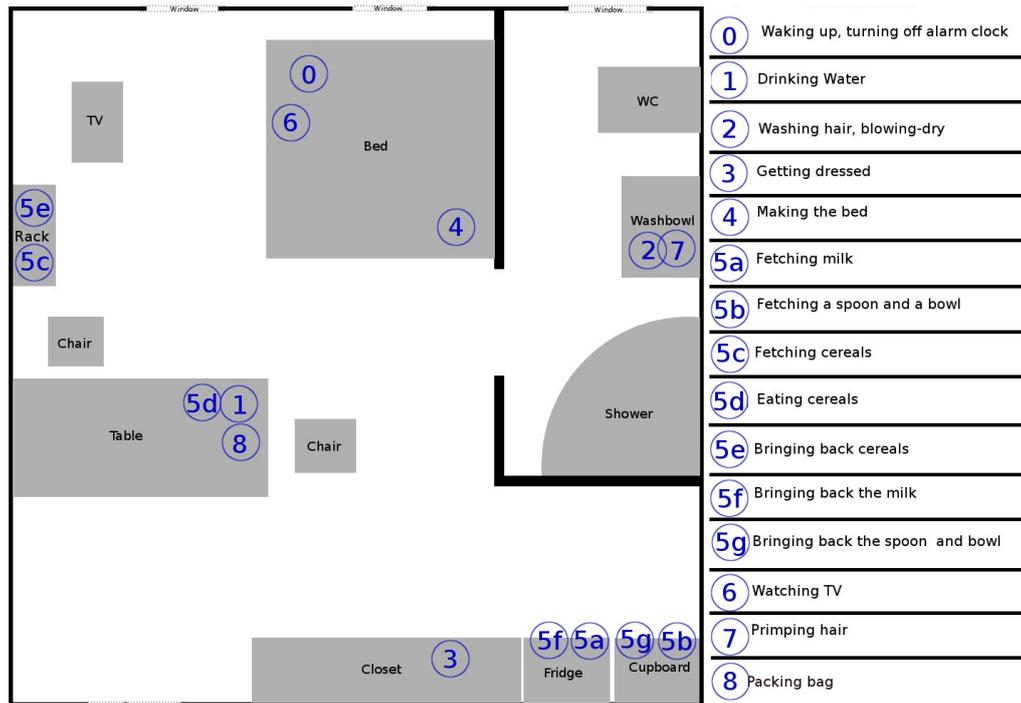 Window Window Window
0
TV
6
Bed
WC
5e
Rack
5c
4
Washbowl
2 7
Chair
5d 1
Table
8
Chair
Shower
Closet
3
5f 5a 5g 5b
Fridge
Cupboard
0 Waking up, turning off alarm clock
1 Drinking Water
2 Washing hair, blowing-dry
3 Getting dressed
4 Making the bed
5a Fetching milk
5b Fetching a spoon and a bowl
5c Fetching cereals
5d Eating cereals
5e Bringing back cereals
5f Bringing back the milk
5g Bringing back the spoon and bowl
6 Watching TV
7 Primping hair
8 Packing bag